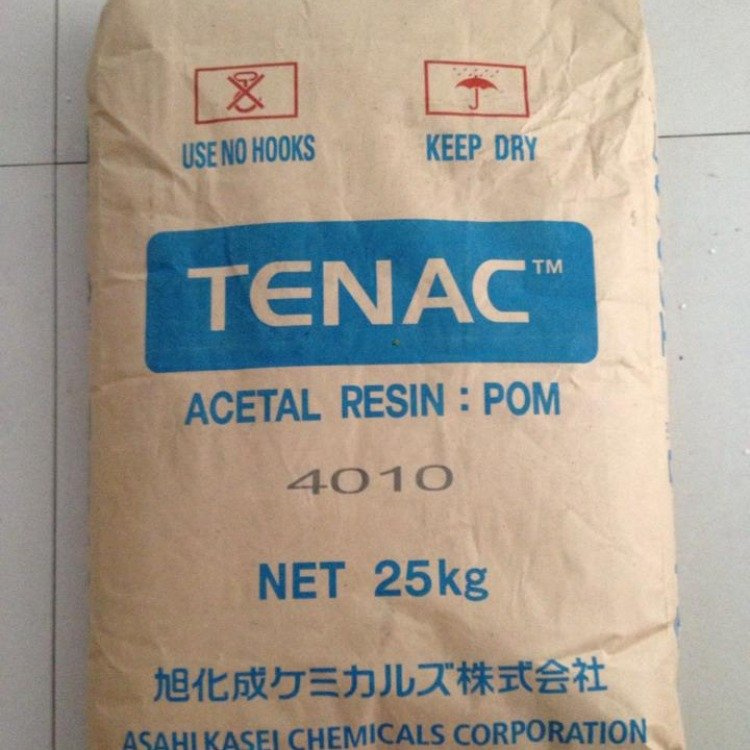 USE NO HOOKS KEEP DRY
TENAC™
ACETAL RESIN : POM
4010
NET 25kg
旭化成ケミカルズ株式会社
ASAHI KASEI CHEMICALS CORPORATION